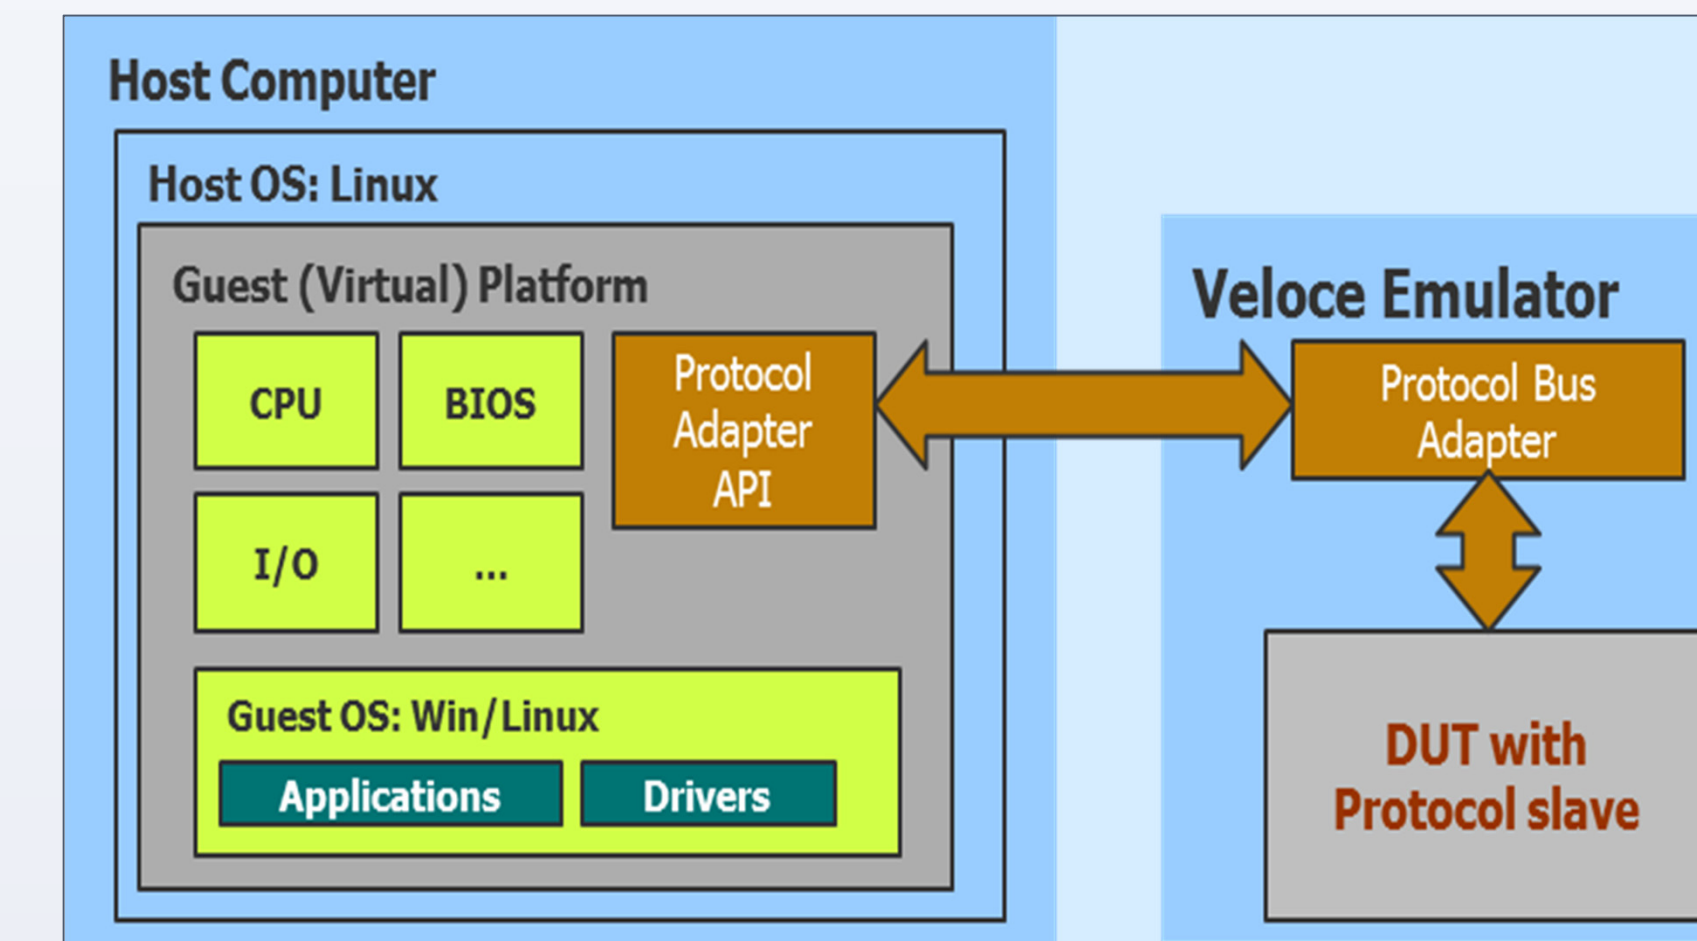 Host Computer
Host OS: Linux
Guest (Virtual) Platform
CPU
BIOS
Protocol
Adapter
API
I/O
...
Guest OS: Win/Linux
Applications
Drivers
Veloce Emulator
Protocol Bus
Adapter
DUT with
Protocol slave